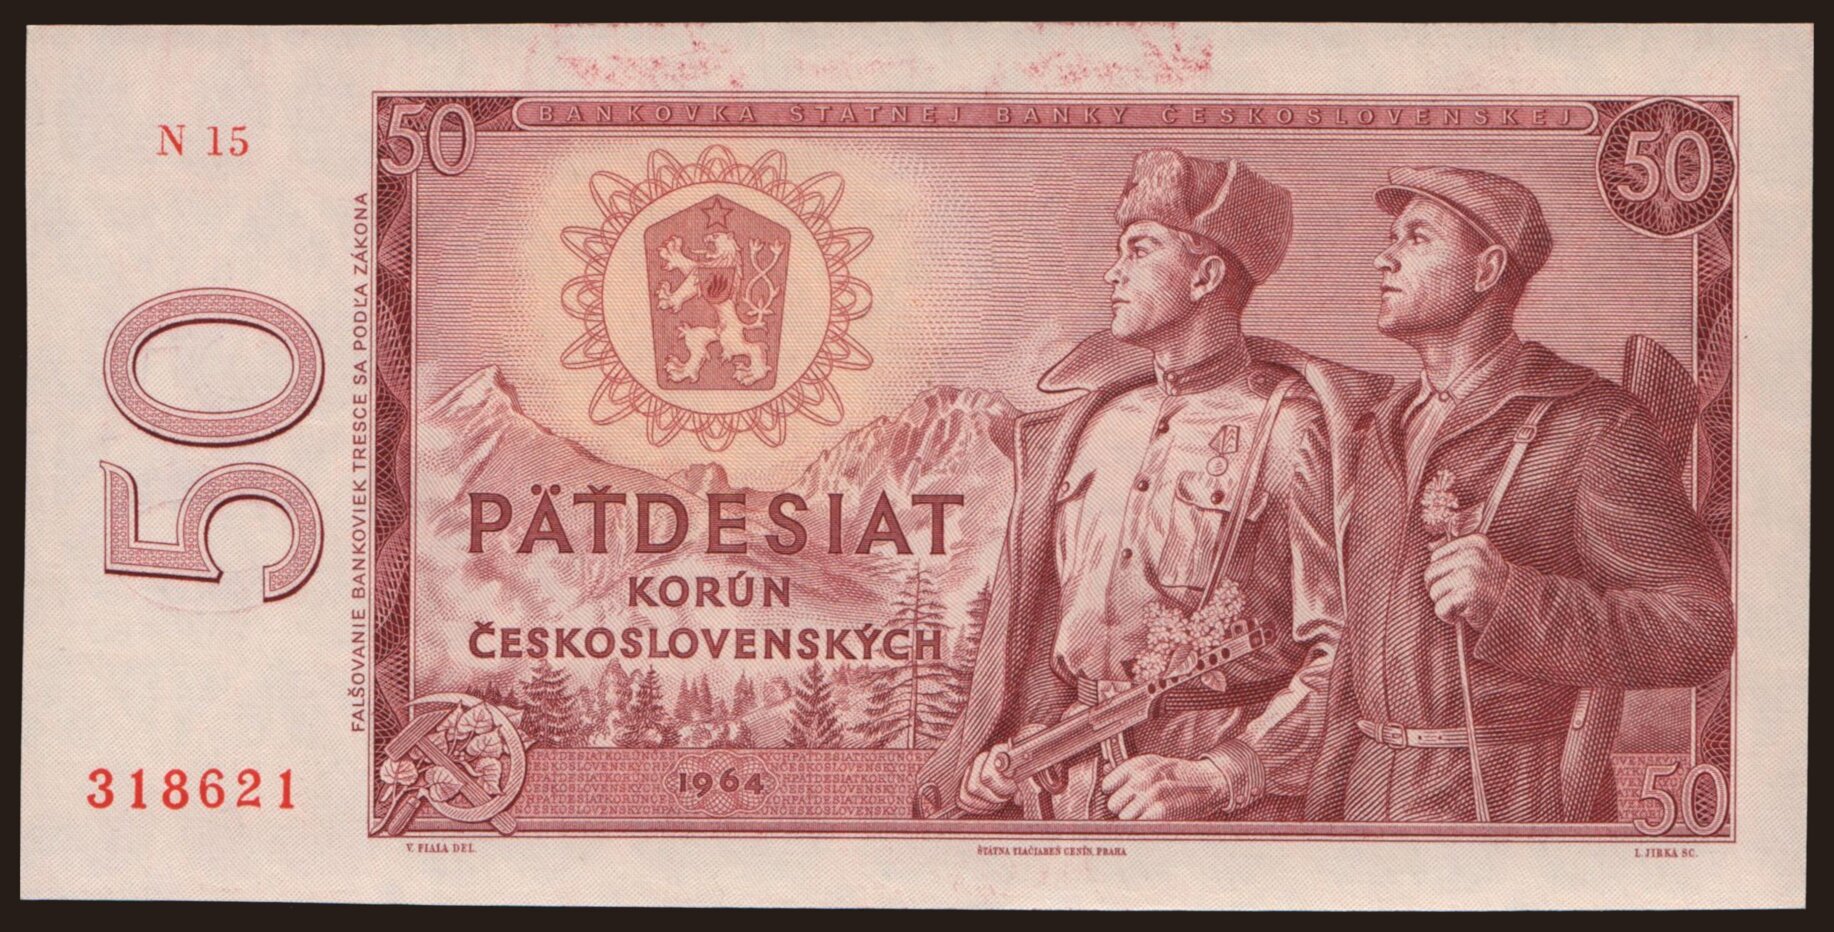 50
BANKOVKA ŠTÁTNEJ BANKY ČESKOSLOVENSKEJ
50
N 15
FALŠOVANIE BANKOVIEK TRESCE SA PODĽA ZÁKONA
50
PÄŤDESIAT
KORÚN
ČESKOSLOVENSKÝCH
318621
1964
50
V. FIALA DEL.
ŠTÁTNA TLAČIAREŇ CENÍN, PRAHA
L. JIRKA SC.